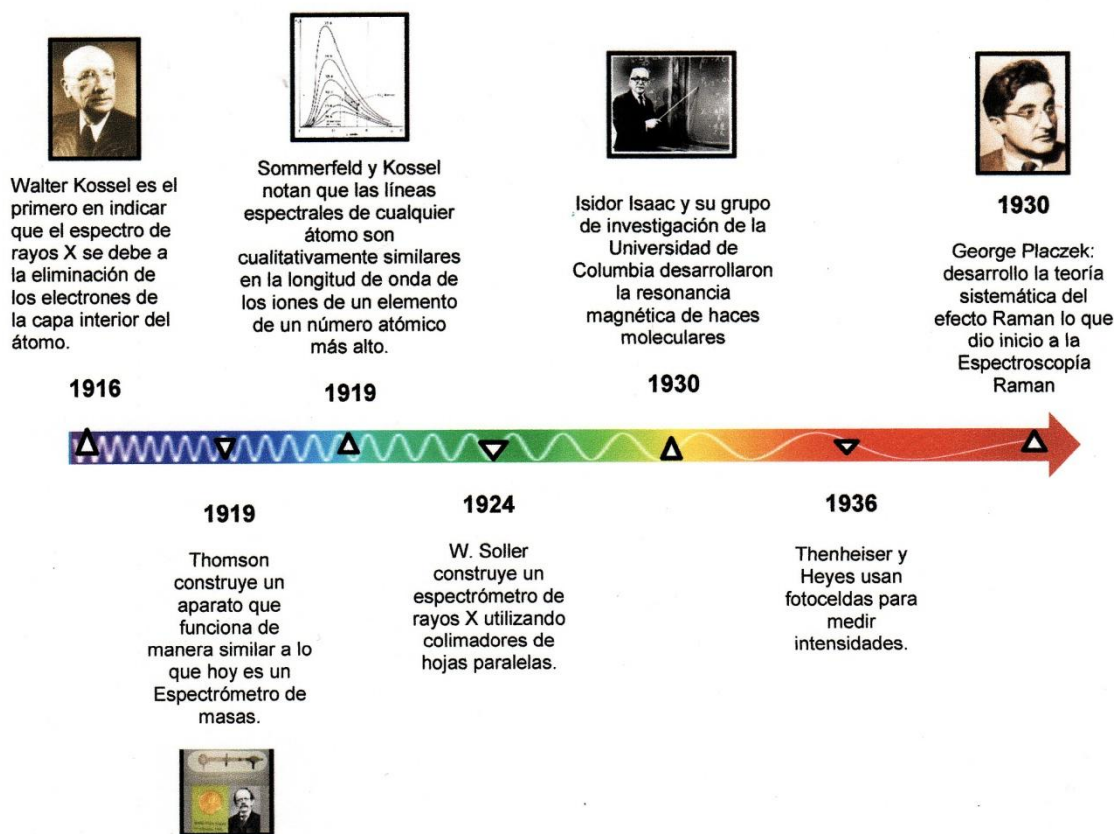 Walter Kossel es el
primero en indicar
que el espectro de
rayos X se debe a
la eliminación de
los electrones de
la capa interior del
átomo.
1916
Sommerfeld y Kossel
notan que las líneas
espectrales de cualquier
átomo son
cualitativamente similares
en la longitud de onda de
los iones de un elemento
de un número atómico
más alto.
1919
Isidor Isaac y su grupo
de investigación de la
Universidad de
Columbia desarrollaron
la resonancia
magnética de haces
moleculares
1930
1930
George Płaczek:
desarrollo la teoría
sistemática del
efecto Raman lo que
dio inicio a la
Espectroscopía
Raman
1919
Thomson
construye un
aparato que
funciona de
manera similar a lo
que hoy es un
Espectrómetro de
masas.
1924
W. Soller
construye un
espectrómetro de
rayos X utilizando
colimadores de
hojas paralelas.
1936
Thenheiser y
Heyes usan
fotoceldas para
medir
intensidades.